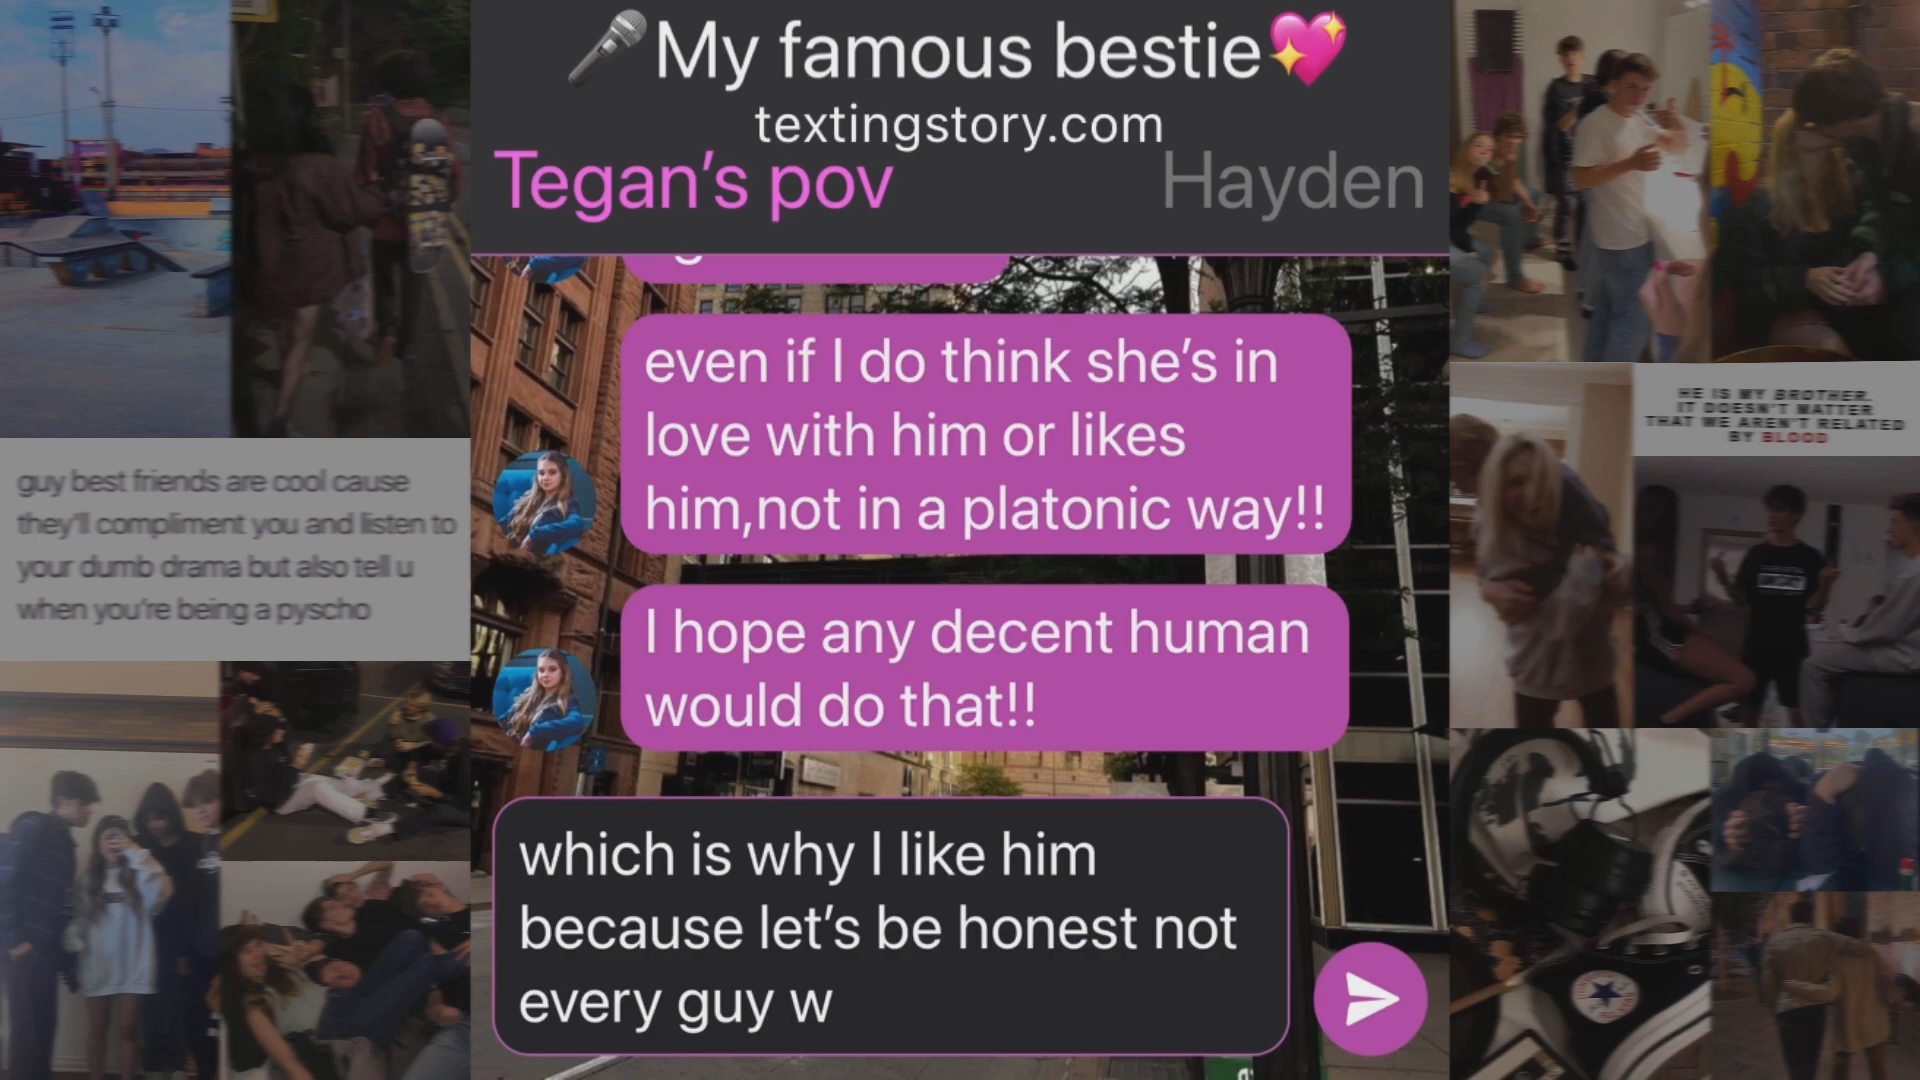 My famous bestie
textingstory.com
Tegan’s pov
Hayden
even if I do think she’s in
love with him or likes
him,not in a platonic way!!
I hope any decent human
would do that!!
which is why I like him
because let’s be honest not
every guy w
guy best friends are cool cause
they'll compliment you and listen to
your dumb drama but also tell u
when you're being a pyscho
HE IS MY BROTHER.
IT DOESN'T MATTER
THAT WE AREN'T RELATED
BY BLOOD